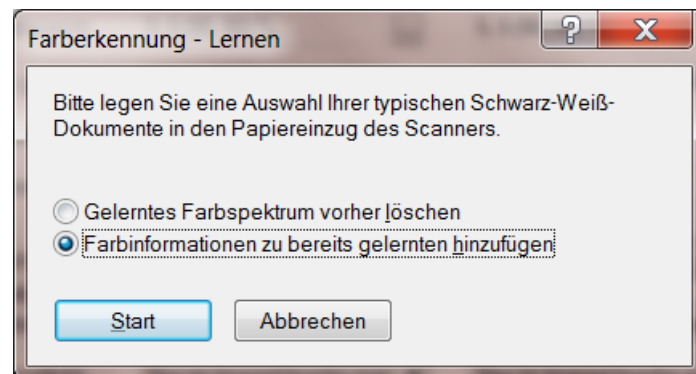 Farberkennung - Lernen
Bitte legen Sie eine Auswahl Ihrer typischen Schwarz-Weiß-
Dokumente in den Papiereinzug des Scanners.
Gelerntes Farbspektrum vorher löschen
Farbinformationen zu bereits gelernten hinzufügen
Start
Abbrechen